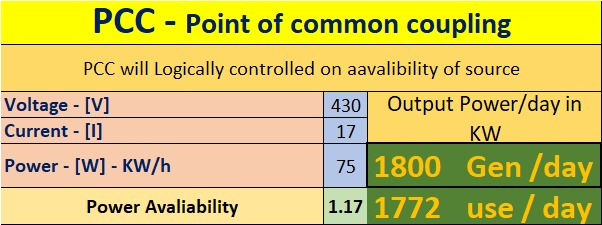 PCC - Point of common coupling
PCC will Logically controlled on aavalibility of source
Voltage - [V] 430 Output Power/day in
Current - [I] 17 KW
Power - [W] - KW/h 75 1800 Gen /day
Power Avaliability 1.17 1772 use / day